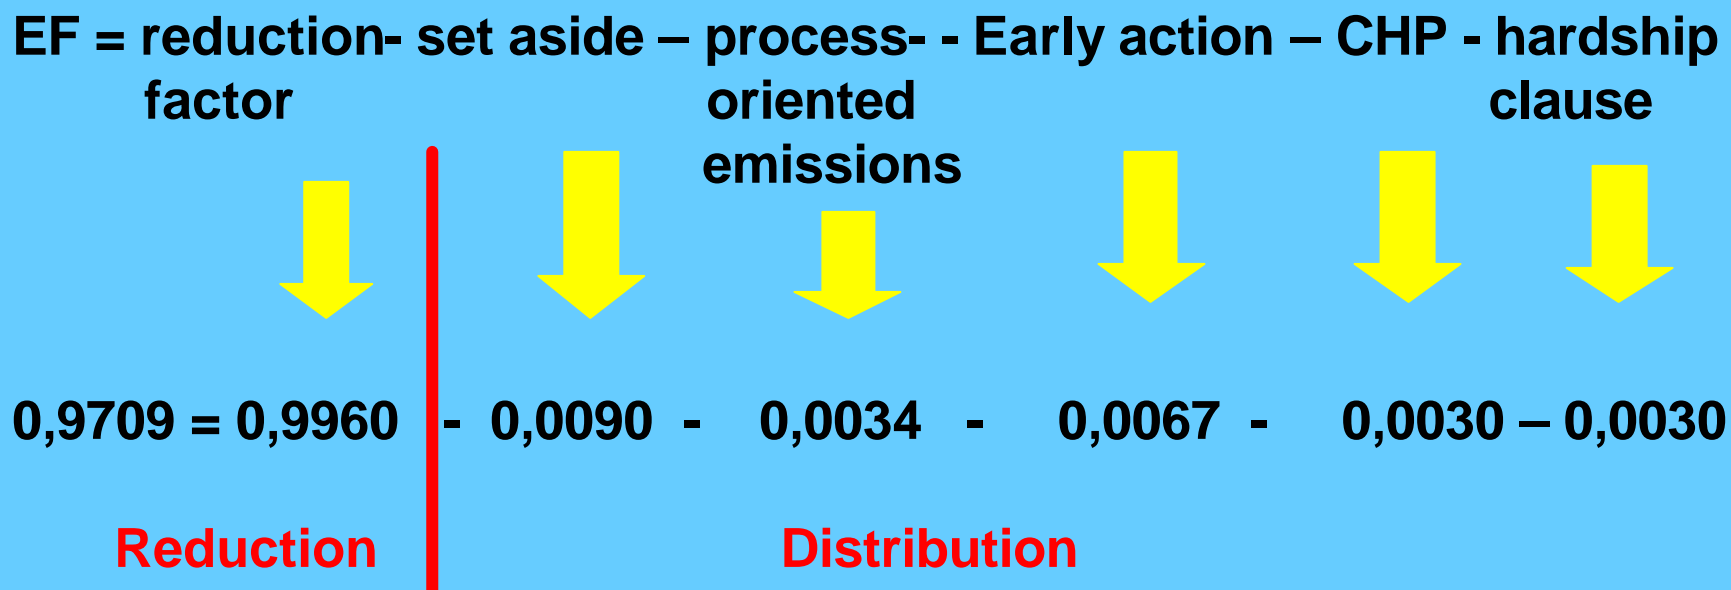 EF = reduction- set aside – process- - Early action – CHP - hardship
factor oriented clause
emissions
0,9709 = 0,9960 - 0,0090 - 0,0034 - 0,0067 - 0,0030 – 0,0030
Reduction Distribution